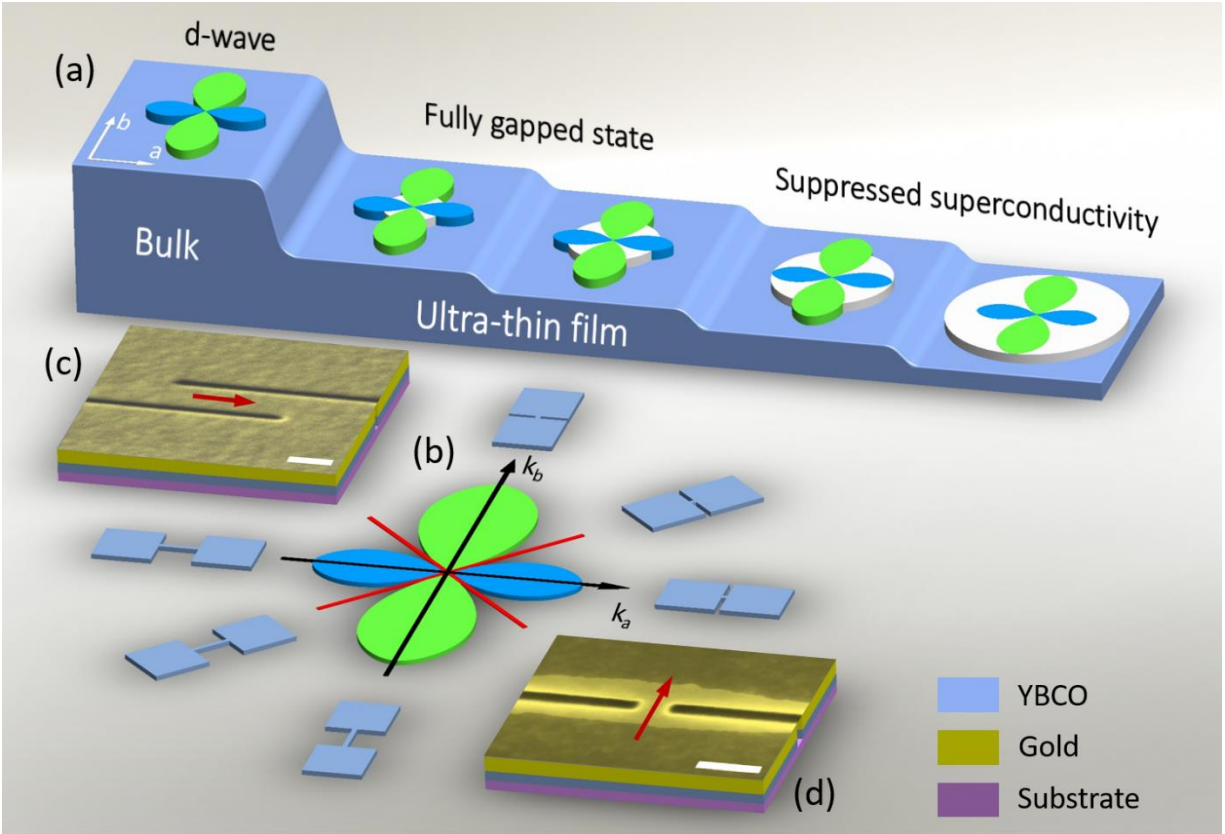 d-wave
(a)
b
a
Fully gapped state
Suppressed superconductivity
Bulk
Ultra-thin film
(c)
(b)
k_b
k_a
(d)
YBCO
Gold
Substrate